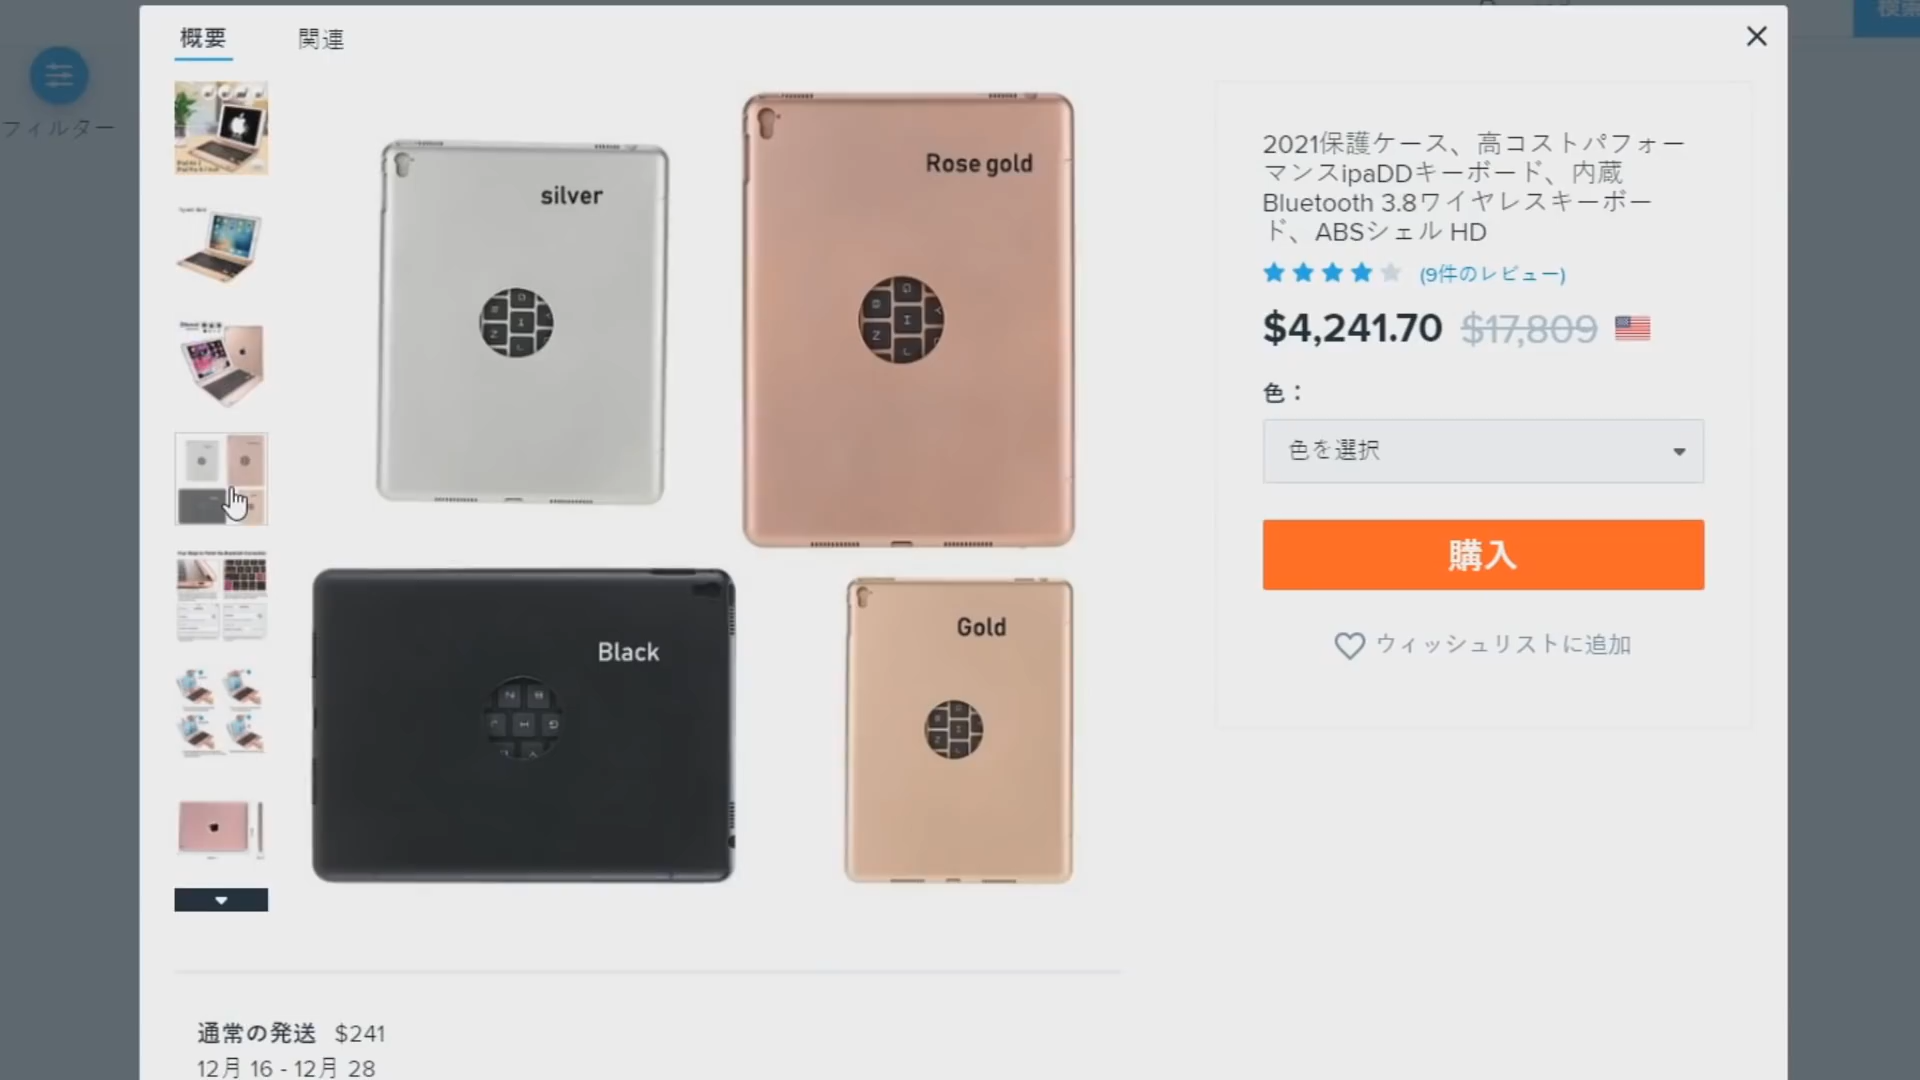 検索
概要
関連
フィルター
silver
Rose gold
Black
Gold
2021保護ケース、高コストパフォー
マンスipaDDキーボード、内蔵
Bluetooth 3.8ワイヤレスキーボー
ド、ABSシェル HD
(9件のレビュー)
$4,241.70 $17,809
色：
色を選択
購入
ウィッシュリストに追加
通常の発送 $241
12月 16 - 12月 28